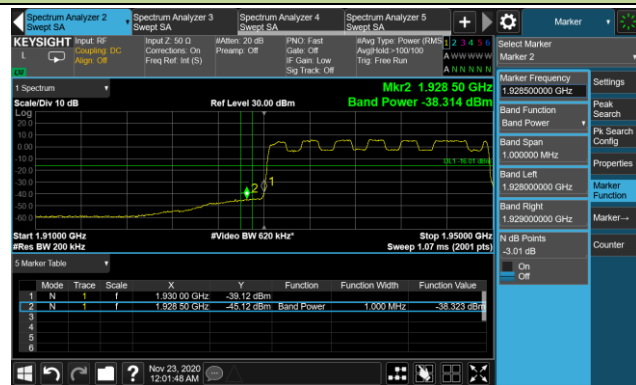 Spectrum Analyzer 2
Swept SA
Spectrum Analyzer 3
Swept SA
Spectrum Analyzer 4
Swept SA
Spectrum Analyzer 5
Swept SA
+
Marker
KEYSIGHT
L
Input: RF
Coupling: DC
Align: Off
Input Z: 50 Ω
Corrections: On
Freq Ref: Int (S)
#Atten: 20 dB
Preamp: Off
PNO: Fast
Gate: Off
IF Gain: Low
Sig Track: Off
#Avg Type: Power (RMS
Avg|Hold >100/100
Trig: Free Run
1 2 3 4 5 6
A W W W W W
A N N N N N
Select Marker
Marker 2
1 Spectrum
Scale/Div 10 dB
Ref Level 30.00 dBm
Mkr2 1.928 50 GHz
Band Power -38.314 dBm
Log
20.0
10.0
0.00
-10.0
-20.0
-30.0
-40.0
-50.0
-60.0
DL1 -16.01 dBm
2
1
Start 1.91000 GHz
#Res BW 200 kHz
#Video BW 620 kHz*
Stop 1.95000 GHz
Sweep 1.07 ms (2001 pts)
5 Marker Table
Mode Trace Scale X Y Function Function Width Function Value
1 N 1 f 1.930 00 GHz -39.12 dBm
2 N 1 f 1.928 50 GHz -45.12 dBm Band Power 1.000 MHz -38.323 dBm
3
4
5
6
Marker Frequency
1.928500000 GHz
Band Function
Band Power
Band Span
1.000000 MHz
Band Left
1.928000000 GHz
Band Right
1.929000000 GHz
N dB Points
-3.01 dB
On
Off
Settings
Peak
Search
Pk Search
Config
Properties
Marker
Function
Marker→
Counter
?
Nov 23, 2020
12:01:48 AM